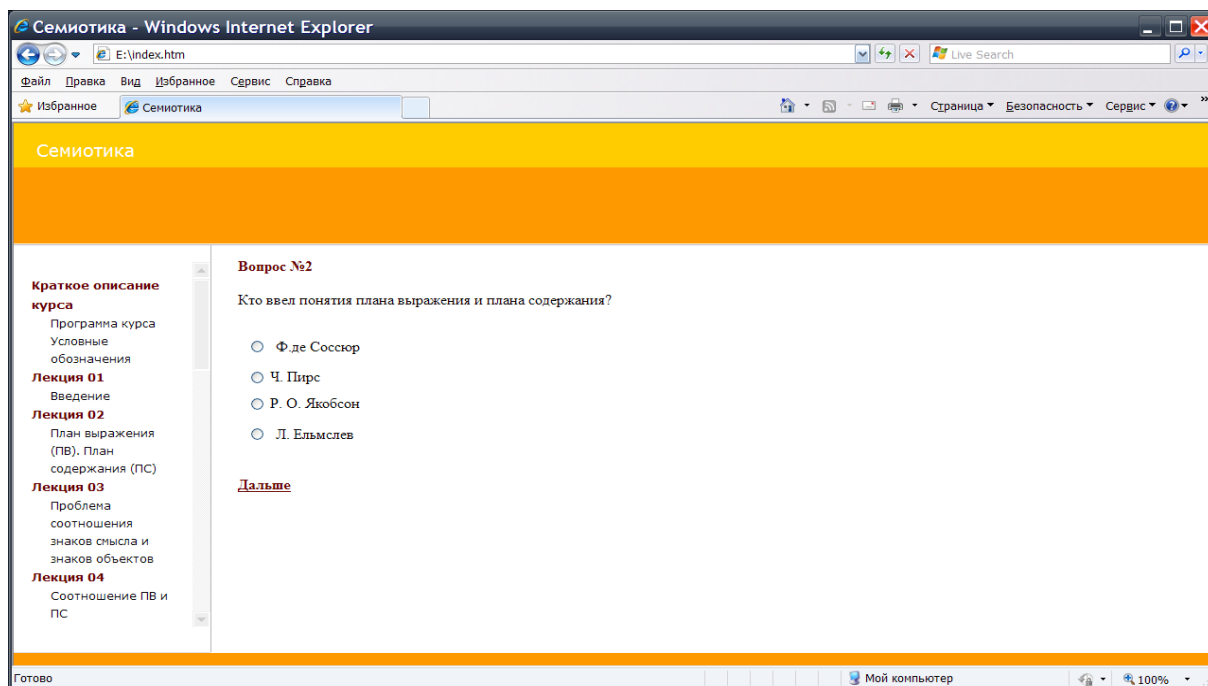 Семиотика - Windows Internet Explorer
E:\index.htm
Live Search
Файл Правка Вид Избранное Сервис Справка
Избранное
Семиотика
Страница Безопасность Сервис »
Семиотика
Краткое описание
курса
Программа курса
Условные
обозначения
Лекция 01
Введение
Лекция 02
План выражения
(ПВ). План
содержания (ПС)
Лекция 03
Проблема
соотношения
знаков смысла и
знаков объектов
Лекция 04
Соотношение ПВ и
ПС
Вопрос №2
Кто ввел понятия плана выражения и плана содержания?
Ф.де Соссюр
Ч. Пирс
Р. О. Якобсон
Л. Ельмслев
Дальше
Готово
Мой компьютер
100%